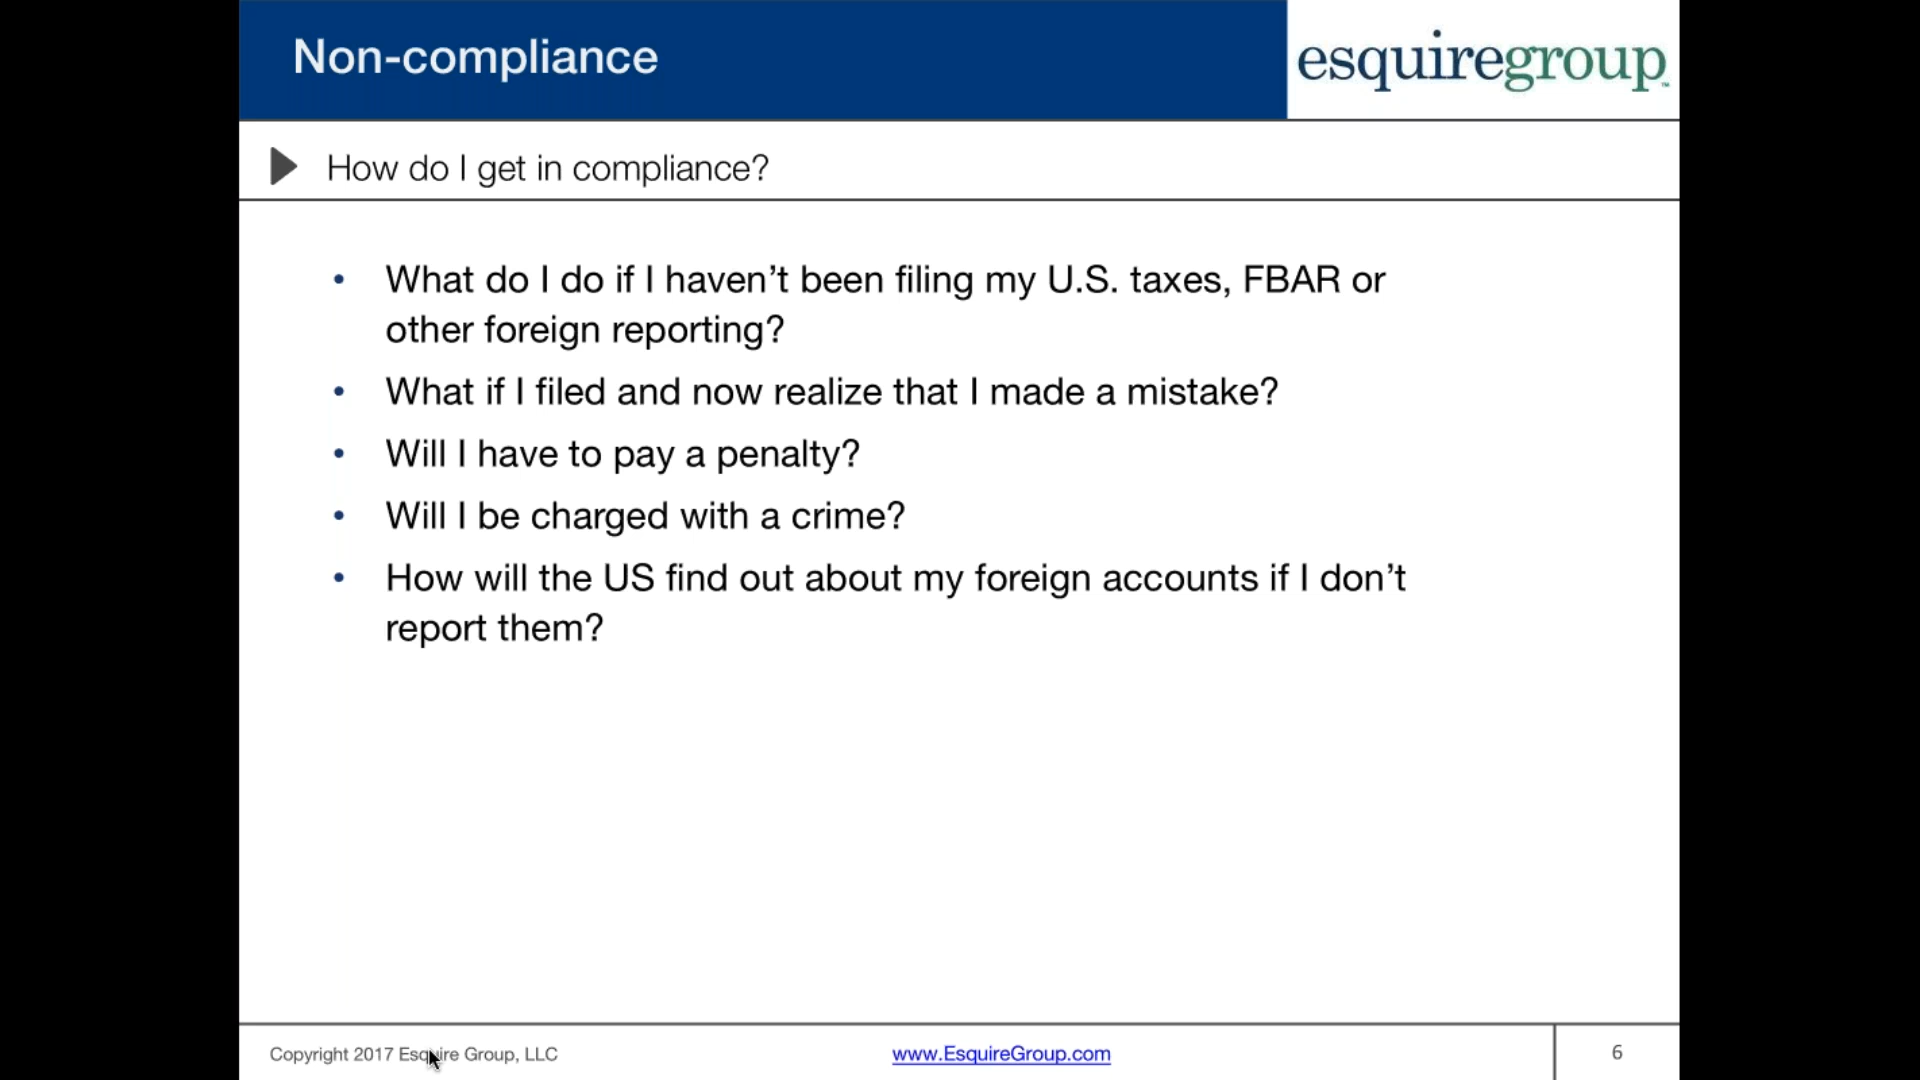 Non-compliance
esquiregroup™
How do I get in compliance?
• What do I do if I haven’t been filing my U.S. taxes, FBAR or
other foreign reporting?
• What if I filed and now realize that I made a mistake?
• Will I have to pay a penalty?
• Will I be charged with a crime?
• How will the US find out about my foreign accounts if I don’t
report them?
Copyright 2017 Esquire Group, LLC
www.EsquireGroup.com
6